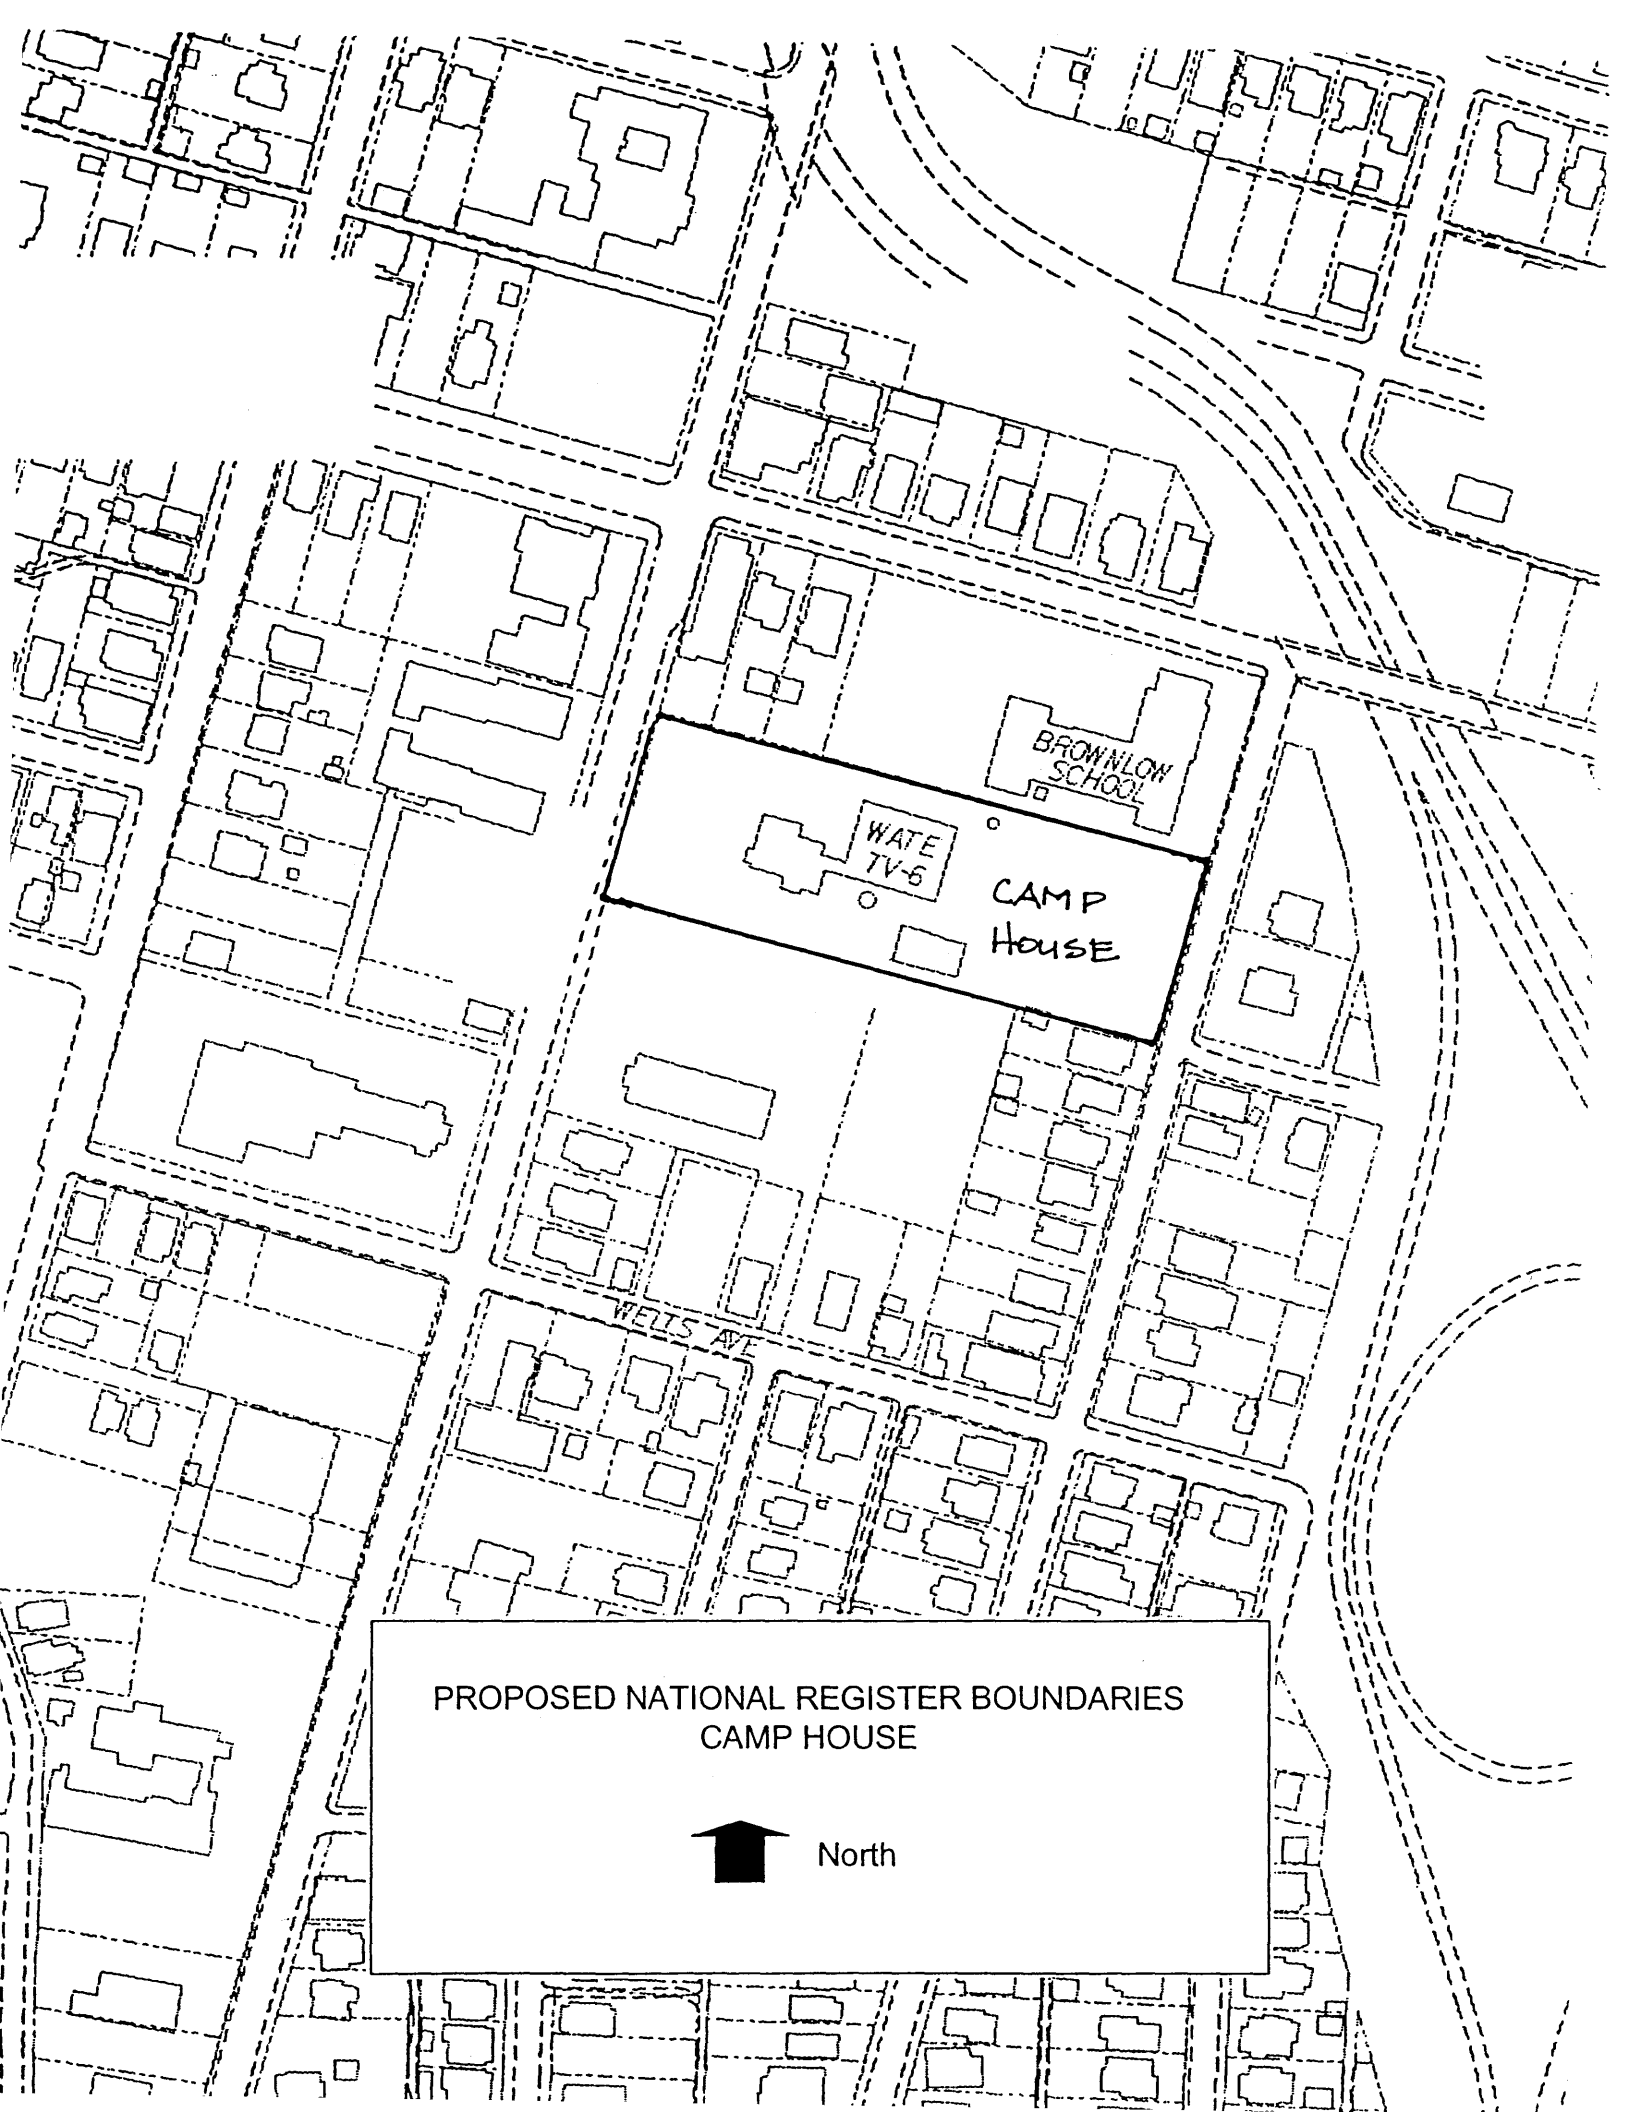 BROWNLOW
SCHOOL
WATE
TV-6
CAMP
HOUSE
WELLS AVE
PROPOSED NATIONAL REGISTER BOUNDARIES
CAMP HOUSE
North